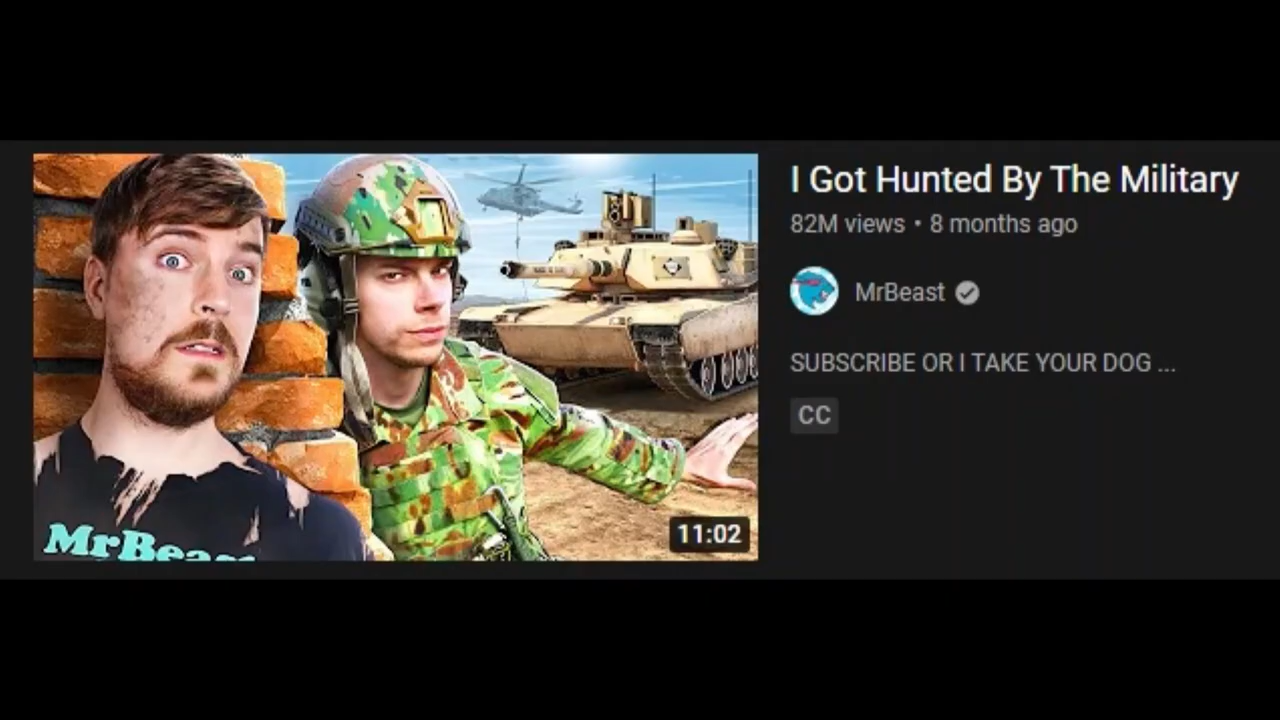 I Got Hunted By The Military
82M views • 8 months ago
MrBeast
SUBSCRIBE OR I TAKE YOUR DOG ...
CC
MrBeast
11:02